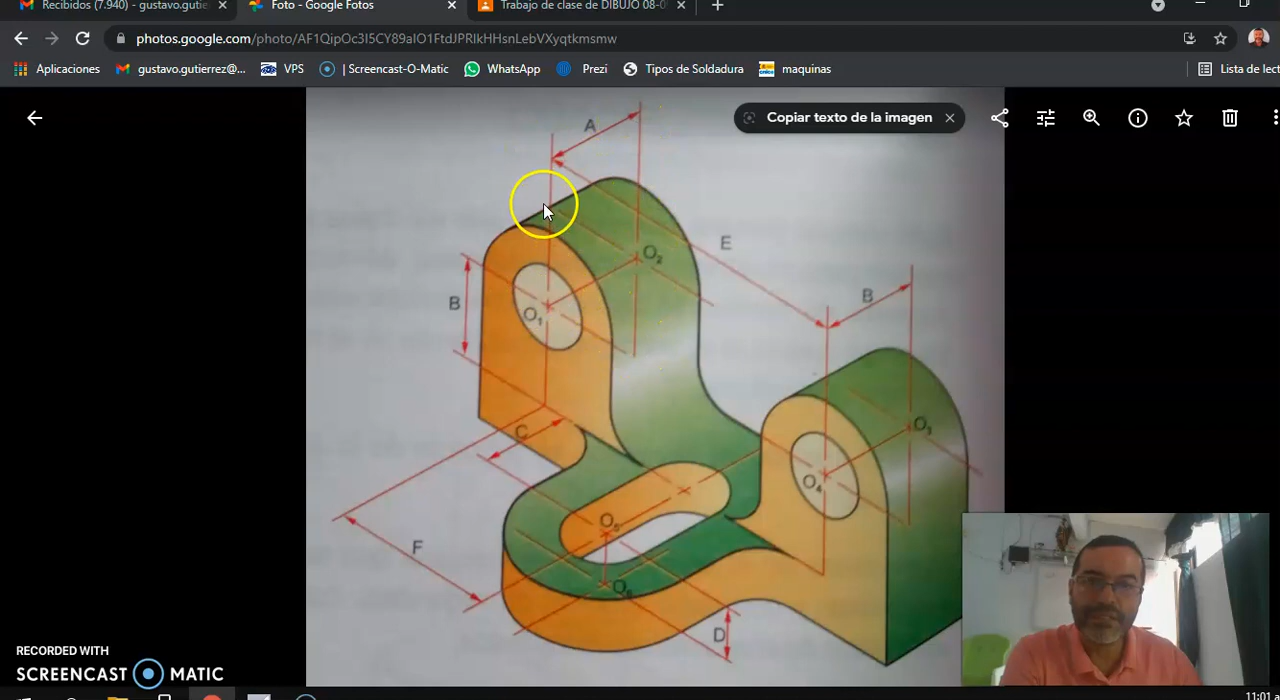 Recibidos (7.940) - gustavo.gutie
Foto - Google Fotos
Trabajo de clase de DIBUJO 08-0
photos.google.com/photo/AF1QipOc3I5CY89aIO1FtdJPRlkHHsnLebVXyqtkmsmw
Aplicaciones
gustavo.gutierrez@...
VPS
| Screencast-O-Matic
WhatsApp
Prezi
Tipos de Soldadura
maquinas
Lista de lect
Copiar texto de la imagen
A
O₂
E
B
B
O₁
O₃
C
O₄
O₅
F
O₆
D
RECORDED WITH
SCREENCAST MATIC
11:01 a